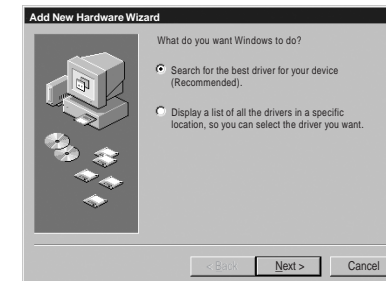 Add New Hardware Wizard
What do you want Windows to do?
Search for the best driver for your device
(Recommended).
Display a list of all the drivers in a specific
location, so you can select the driver you want.
< Back
Next >
Cancel